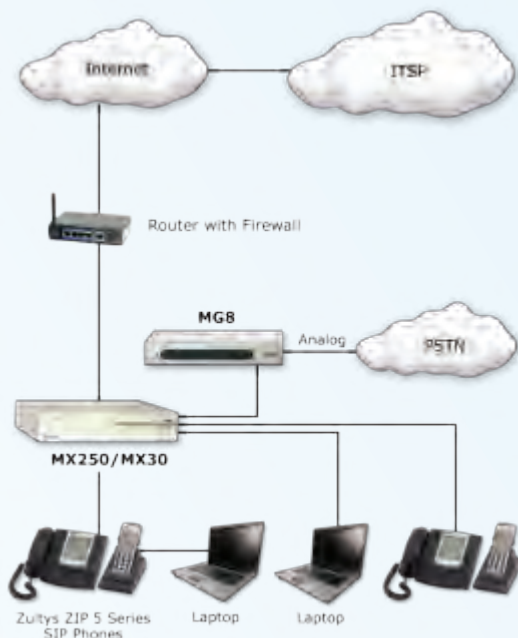 Internet
ITSP
Router with Firewall
MG8
Analog
PSTN
MX250/MX30
Zultys ZIP 5 Series
SIP Phones
Laptop
Laptop